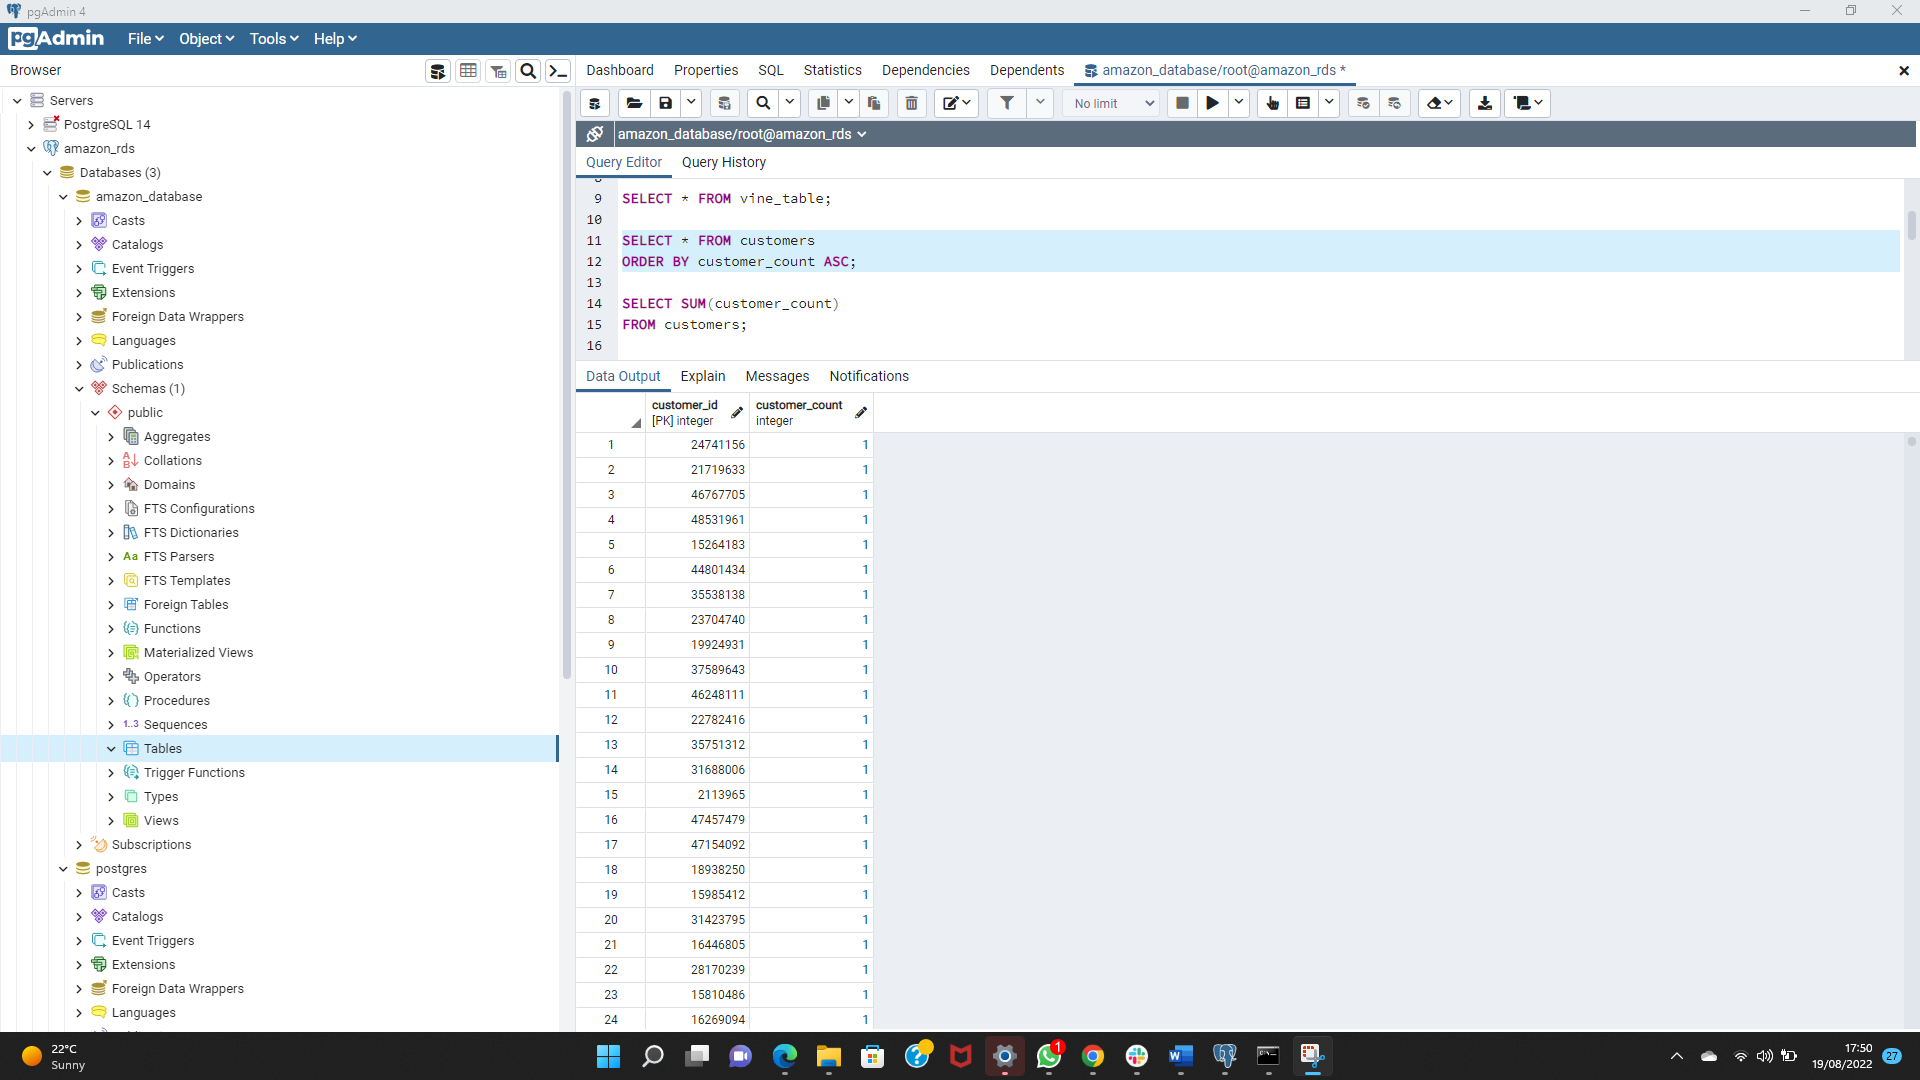 pgAdmin 4
pgAdmin
File Object Tools Help
Browser
Dashboard Properties SQL Statistics Dependencies Dependents amazon_database/root@amazon_rds *
No limit
amazon_database/root@amazon_rds
Query Editor Query History
9 SELECT * FROM vine_table;
10
11 SELECT * FROM customers
12 ORDER BY customer_count ASC;
13
14 SELECT SUM(customer_count)
15 FROM customers;
16
Data Output Explain Messages Notifications
customer_id customer_count
[PK] integer integer
1 24741156 1
2 21719633 1
3 46767705 1
4 48531961 1
5 15264183 1
6 44801434 1
7 35538138 1
8 23704740 1
9 19924931 1
10 37589643 1
11 46248111 1
12 22782416 1
13 35751312 1
14 31688006 1
15 2113965 1
16 47457479 1
17 47154092 1
18 18938250 1
19 15985412 1
20 31423795 1
21 16446805 1
22 28170239 1
23 15810486 1
24 16269094 1
Servers
PostgreSQL 14
amazon_rds
Databases (3)
amazon_database
Casts
Catalogs
Event Triggers
Extensions
Foreign Data Wrappers
Languages
Publications
Schemas (1)
public
Aggregates
Collations
Domains
FTS Configurations
FTS Dictionaries
Aa FTS Parsers
FTS Templates
Foreign Tables
Functions
Materialized Views
Operators
Procedures
1..3 Sequences
Tables
Trigger Functions
Types
Views
Subscriptions
postgres
Casts
Catalogs
Event Triggers
Extensions
Foreign Data Wrappers
Languages
22°C
Sunny
1
17:50
19/08/2022
27